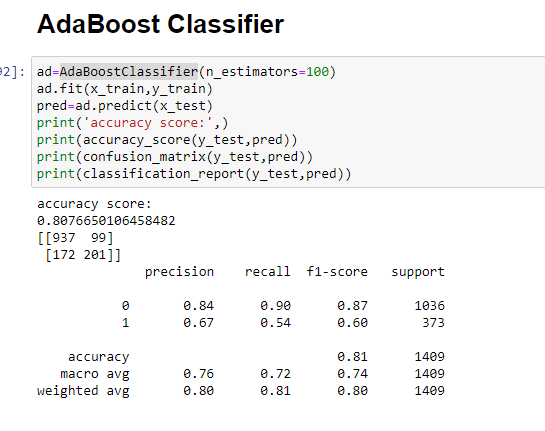 AdaBoost Classifier
92]: ad=AdaBoostClassifier(n_estimators=100)
ad.fit(x_train,y_train)
pred=ad.predict(x_test)
print('accuracy score:',)
print(accuracy_score(y_test,pred))
print(confusion_matrix(y_test,pred))
print(classification_report(y_test,pred))
accuracy score:
0.8076650106458482
[[937  99]
 [172 201]]
              precision    recall  f1-score   support
           0       0.84      0.90      0.87      1036
           1       0.67      0.54      0.60       373
    accuracy                           0.81      1409
   macro avg       0.76      0.72      0.74      1409
weighted avg       0.80      0.81      0.80      1409